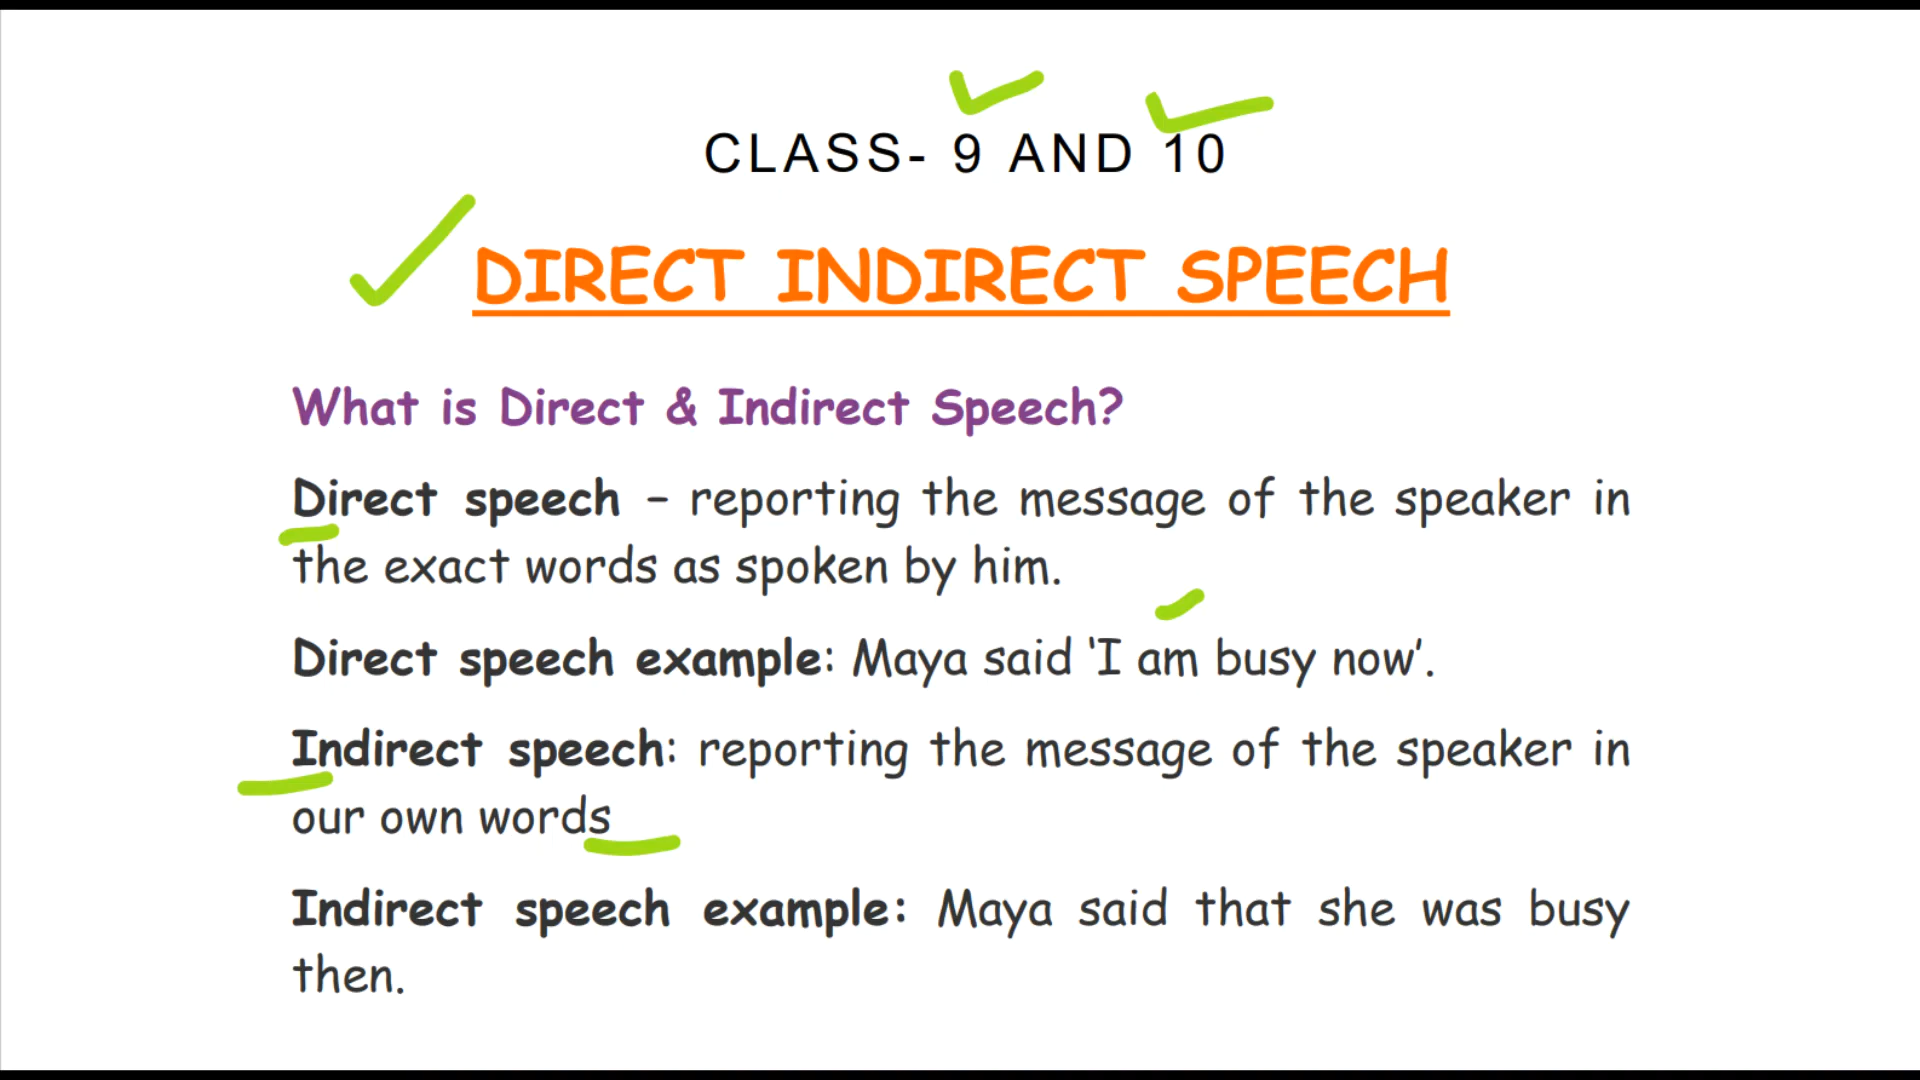 CLASS- 9 AND 10
DIRECT INDIRECT SPEECH
What is Direct & Indirect Speech?
Direct speech – reporting the message of the speaker in
the exact words as spoken by him.
Direct speech example: Maya said ‘I am busy now’.
Indirect speech: reporting the message of the speaker in
our own words
Indirect speech example: Maya said that she was busy
then.